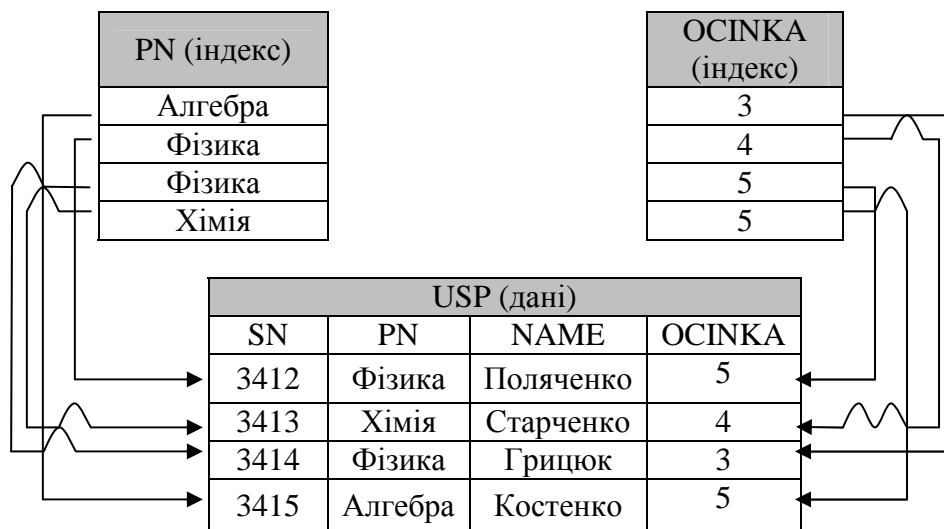 PN (індекс)
Алгебра
Фізика
Фізика
Хімія
OCINKA
(індекс)
3
4
5
5
USP (дані)
SN PN NAME OCINKA
3412 Фізика Поляченко 5
3413 Хімія Старченко 4
3414 Фізика Грицюк 3
3415 Алгебра Костенко 5